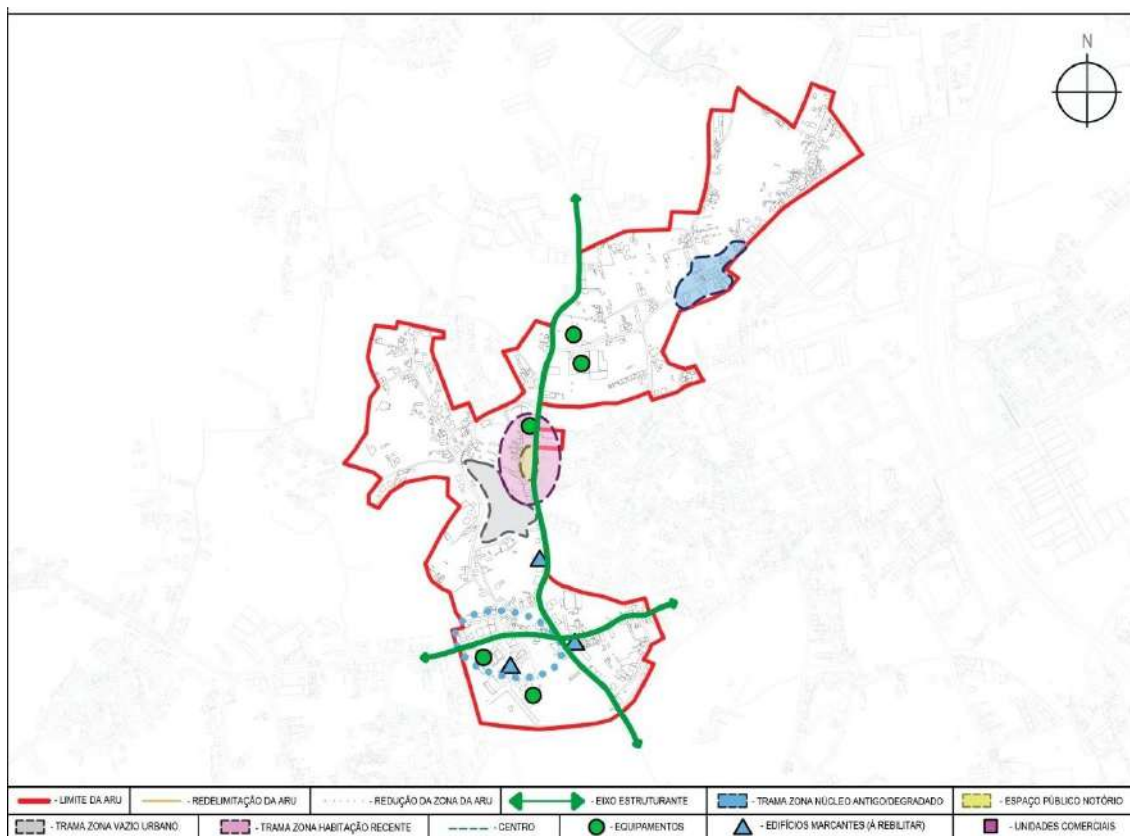 N
- LIMITE DA ARU - REDELIMITAÇÃO DA ARU - REDUÇÃO DA ZONA DA ARU - EIXO ESTRUTURANTE - TRAMA ZONA NÚCLEO ANTIGO/DEGRADADO - ESPAÇO PÚBLICO NOTÓRIO
- TRAMA ZONA VAZIO URBANO - TRAMA ZONA HABITAÇÃO RECENTE - CENTRO - EQUIPAMENTOS - EDIFÍCIOS MARCANTES (À REBILITAR) - UNIDADES COMERCIAIS